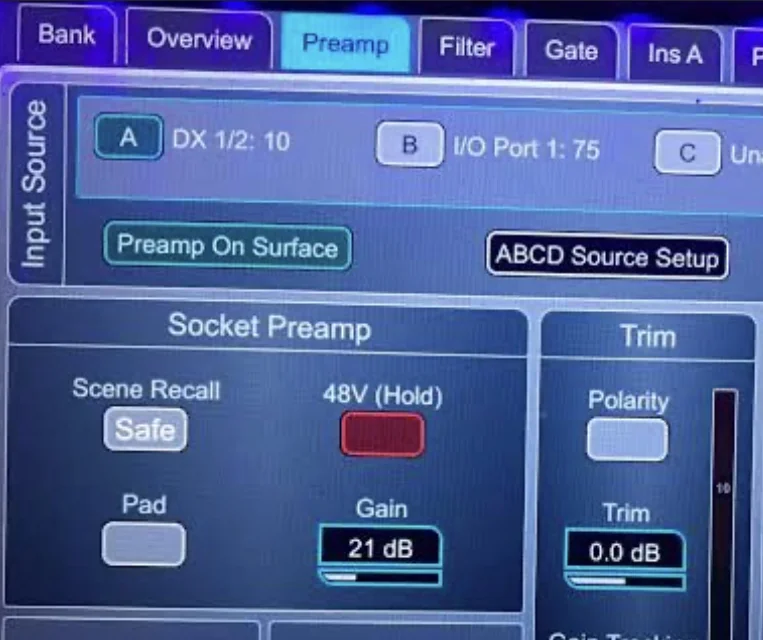 Bank Overview Preamp Filter Gate Ins A
Input Source
A DX 1/2: 10 B I/O Port 1: 75 C
Preamp On Surface ABCD Source Setup
Socket Preamp Trim
Scene Recall 48V (Hold) Polarity
Safe
10
Pad Gain Trim
21 dB 0.0 dB